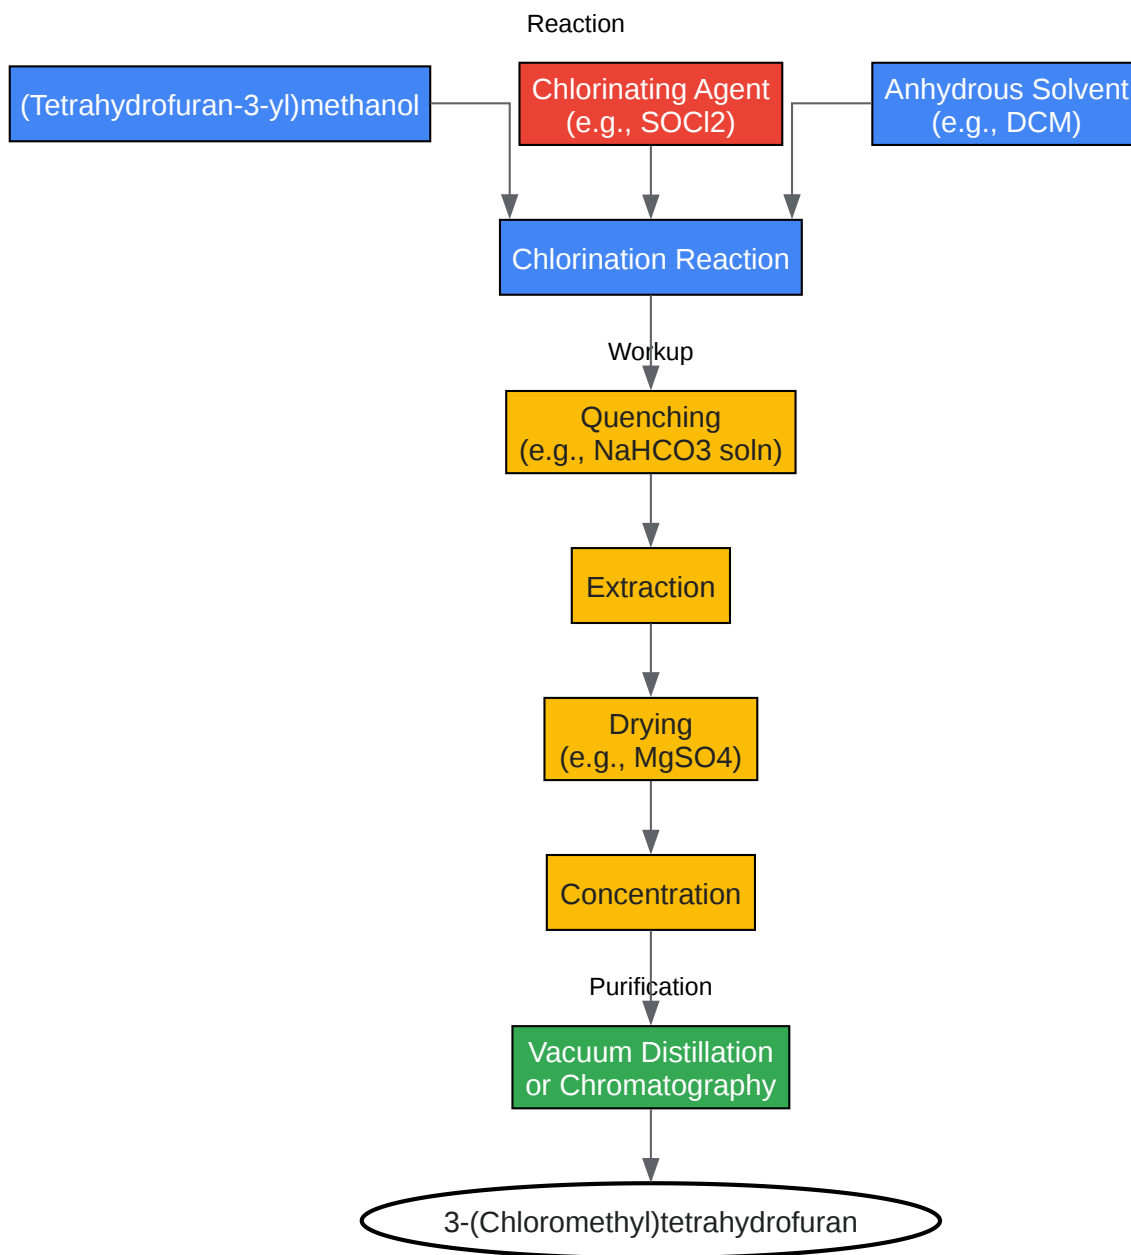 Reaction
(Tetrahydrofuran-3-yl)methanol
Chlorinating Agent
(e.g., SOCl2)
Anhydrous Solvent
(e.g., DCM)
Chlorination Reaction
Workup
Quenching
(e.g., NaHCO3 soln)
Extraction
Drying
(e.g., MgSO4)
Concentration
Purification
Vacuum Distillation
or Chromatography
3-(Chloromethyl)tetrahydrofuran